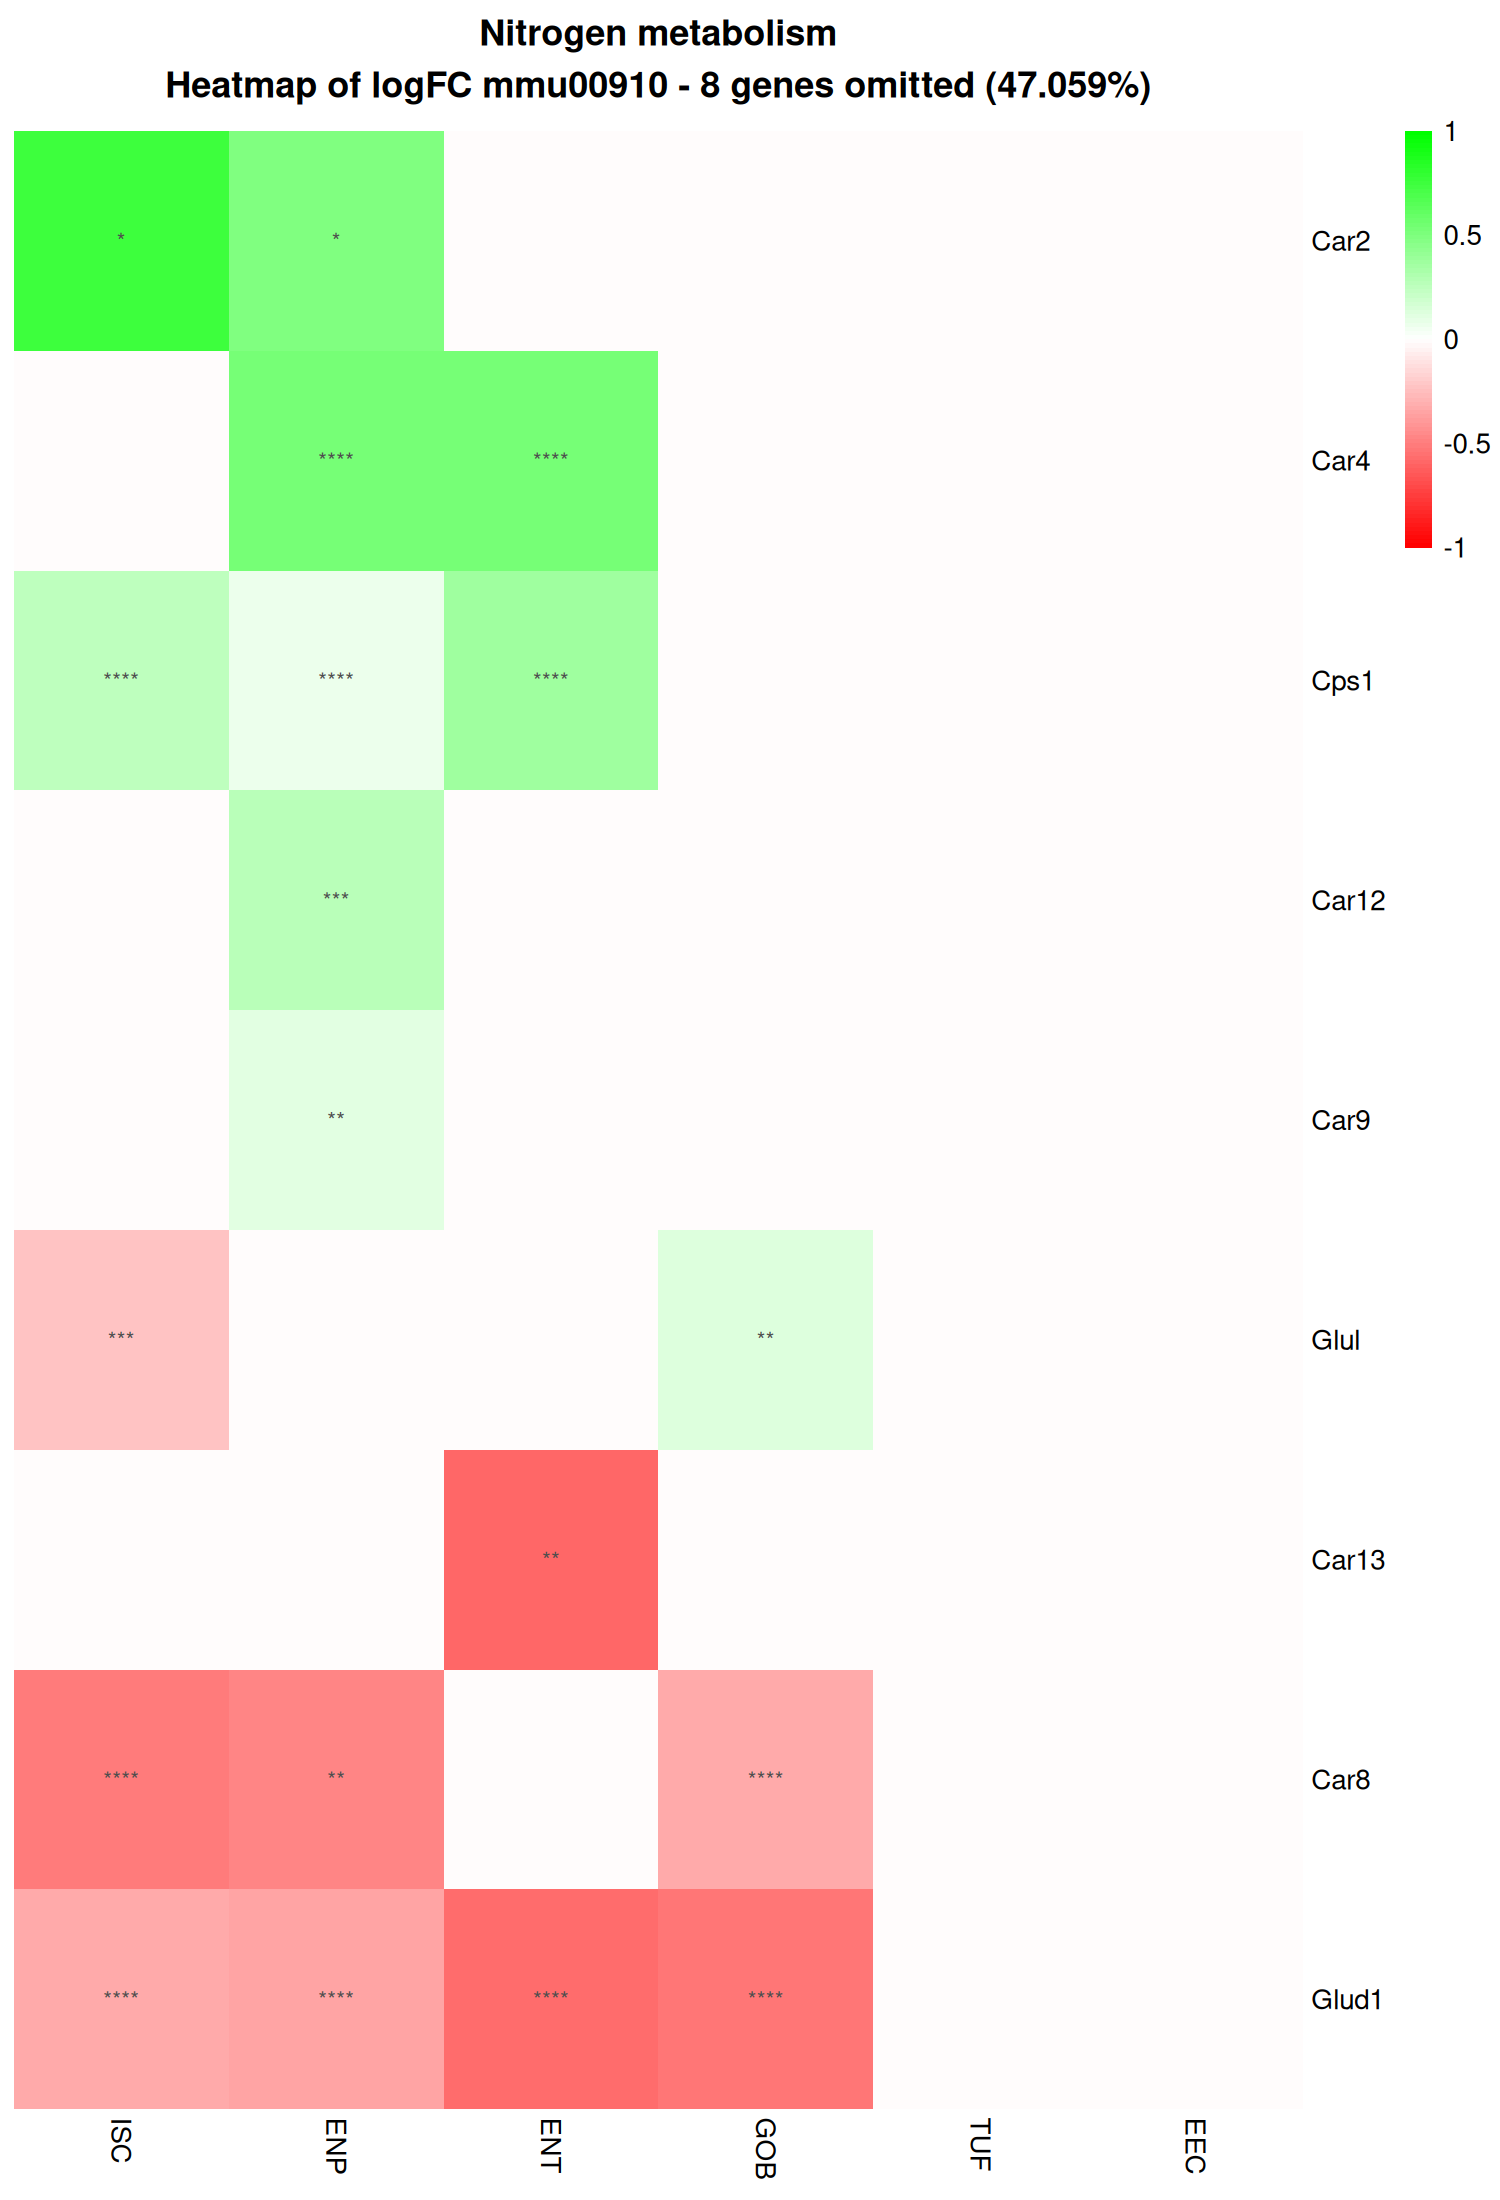 Nitrogen metabolism
Heatmap of logFC mmu00910 - 8 genes omitted (47.059%)
1
0.5
0
-0.5
-1
* * Car2
**** **** Car4
**** **** **** Cps1
*** Car12
** Car9
*** ** Glul
** Car13
**** ** **** Car8
**** **** **** **** Glud1
ISC ENP ENT GOB TUF EEC